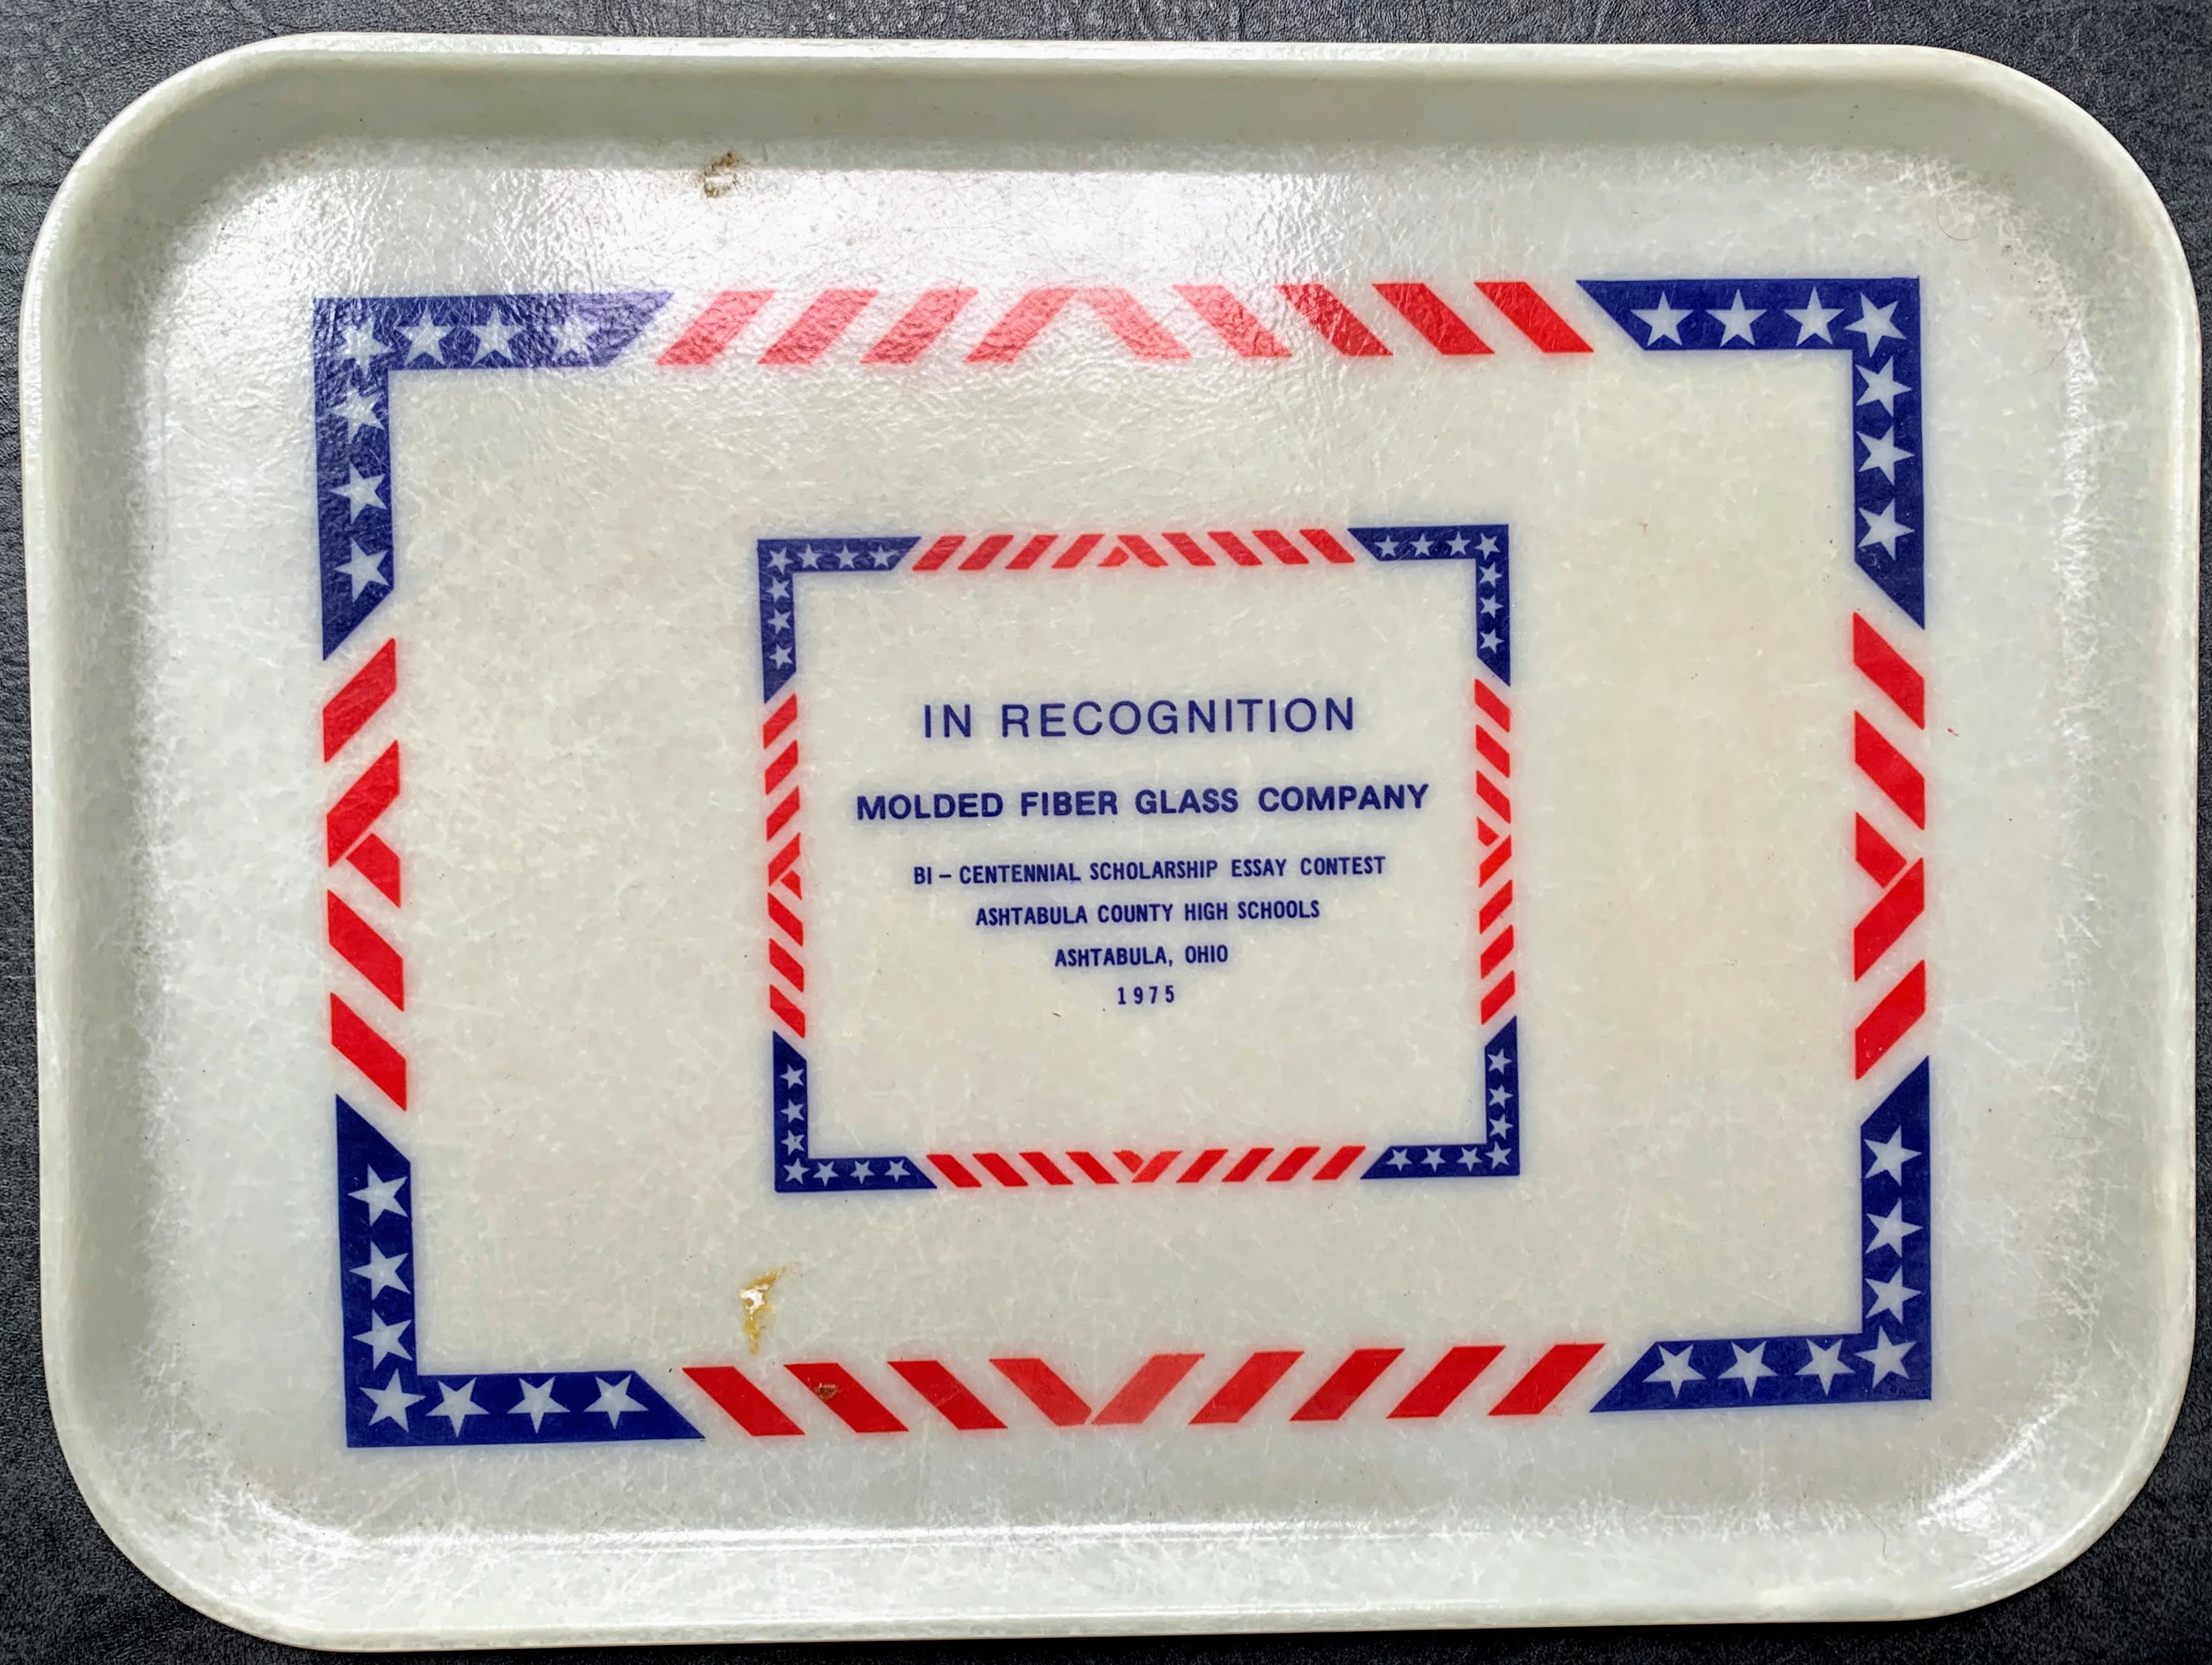 IN RECOGNITION
MOLDED FIBER GLASS COMPANY
BI – CENTENNIAL SCHOLARSHIP ESSAY CONTEST
ASHTABULA COUNTY HIGH SCHOOLS
ASHTABULA, OHIO
1975